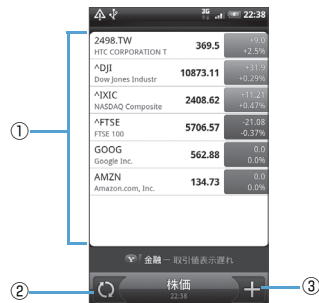 3G 22:38
2498.TW 369.5 +9.0
HTC CORPORATION T +2.5%
^DJI 10873.11 +31.9
Dow Jones Industr +0.29%
^IXIC 2408.62 +11.21
NASDAQ Composite +0.47%
^FTSE 5706.57 -21.08
FTSE 100 -0.37%
GOOG 562.88 0.0
Google Inc. 0.0%
AMZN 134.73 0.0
Amazon.com, Inc. 0.0%
①
Y! 金融 － 取引値表示遅れ
② 株価 ③
22:38